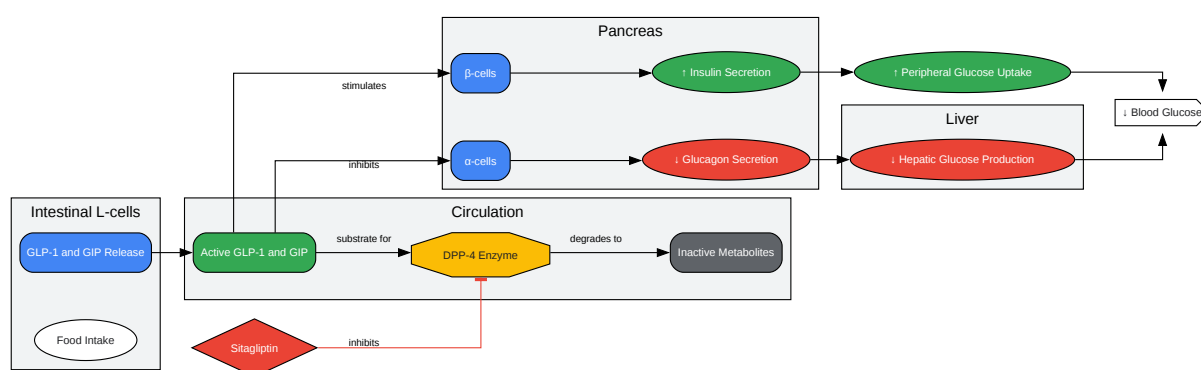 Pancreas
β-cells
↑ Insulin Secretion
↑ Peripheral Glucose Uptake
stimulates
↓ Blood Glucose
Liver
α-cells
inhibits
↓ Glucagon Secretion
↓ Hepatic Glucose Production
Intestinal L-cells
Circulation
GLP-1 and GIP Release
Active GLP-1 and GIP
substrate for
DPP-4 Enzyme
degrades to
Inactive Metabolites
Food Intake
Sitagliptin
inhibits